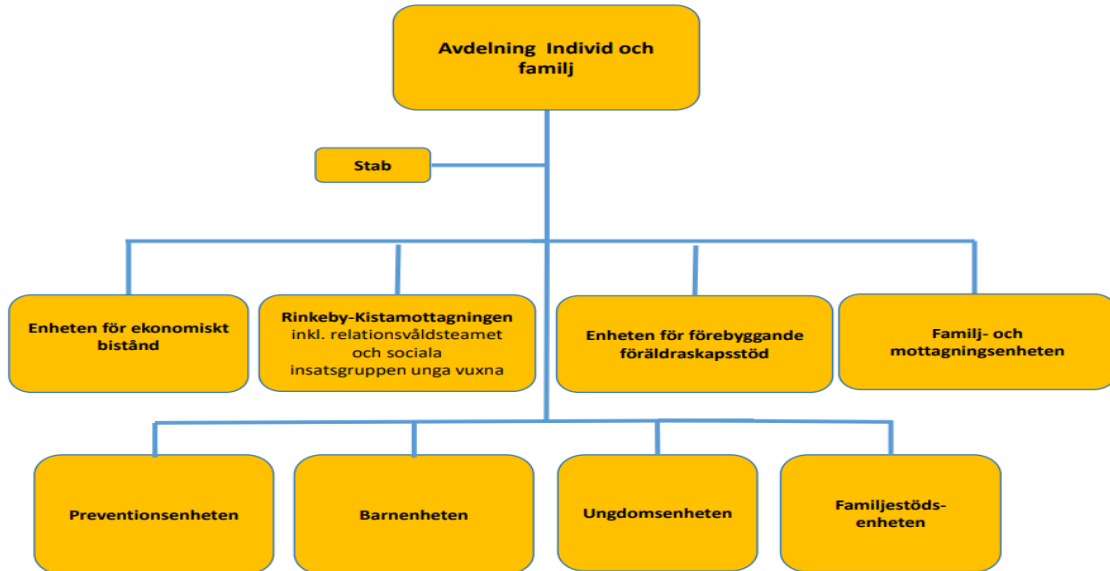 Avdelning Individ och
familj
Stab
Enheten för ekonomiskt
bistånd
Rinkeby-Kistamottagningen
inkl. relationsvåldsteamet
och sociala
insatsgruppen unga vuxna
Enheten för förebyggande
föräldraskapsstöd
Familj- och
mottagningsenheten
Preventionsenheten
Barnenheten
Ungdomsenheten
Familjestöds-
enheten